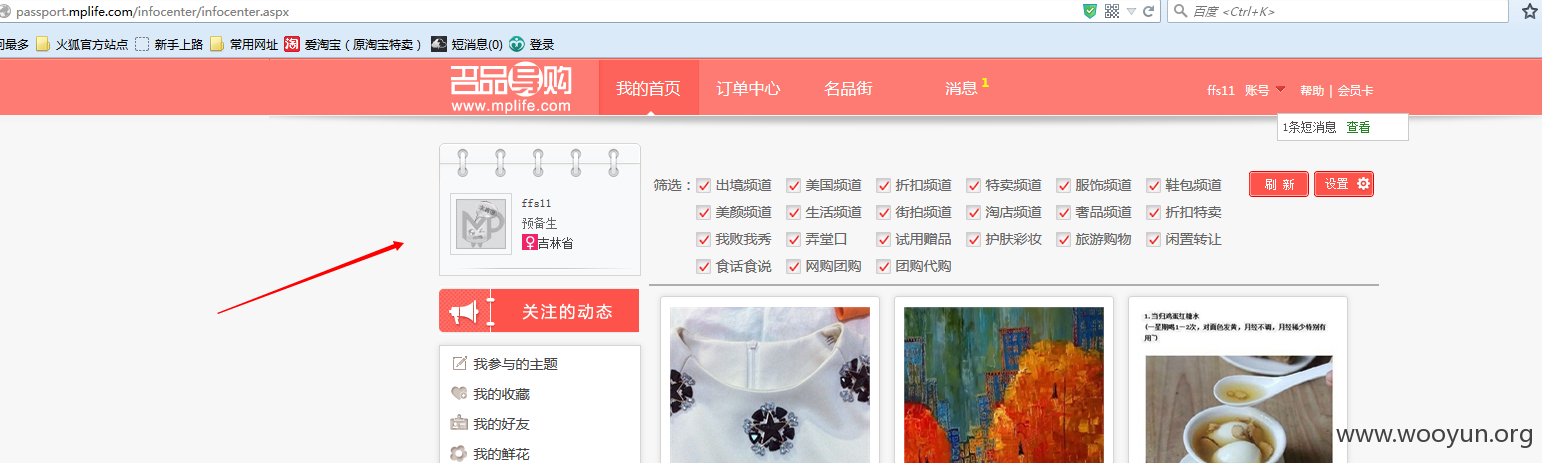 passport.mplife.com/infocenter/infocenter.aspx
百度 <Ctrl+K>
问最多 火狐官方站点 新手上路 常用网址 爱淘宝（原淘宝特卖） 短消息(0) 登录
名品导购
www.mplife.com
我的首页 订单中心 名品街 消息 1
ffs11 账号 帮助 | 会员卡
1条短消息 查看
ffs11
预备生
吉林省
筛选： 出境频道 美国频道 折扣频道 特卖频道 服饰频道 鞋包频道
美颜频道 生活频道 街拍频道 淘店频道 奢品频道 折扣特卖
我败我秀 弄堂口 试用赠品 护肤彩妆 旅游购物 闲置转让
食话食说 网购团购 团购代购
刷 新 设置
关注的动态
我参与的主题
我的收藏
我的好友
我的鲜花
1.当归鸡蛋红糖水
(一星期喝1－2次，对面色发黄，月经不调，月经稀少特别有
用~)
www.wooyun.org